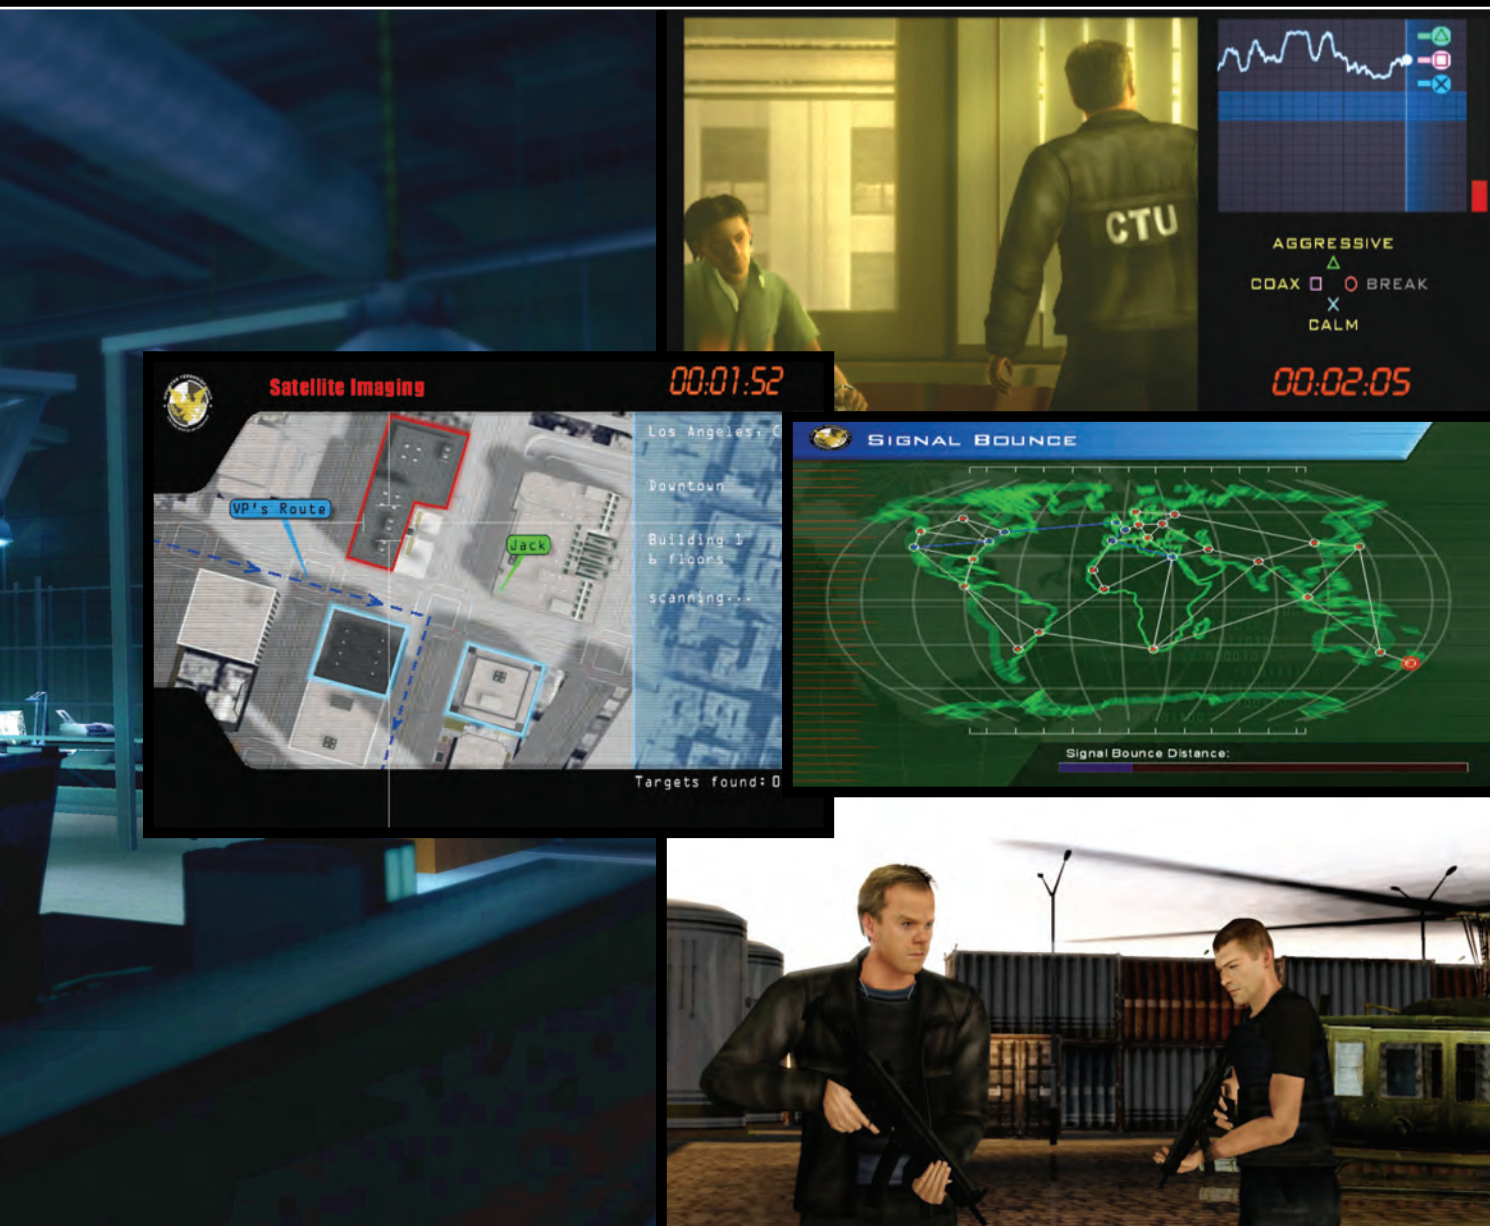 CTU
AGGRESSIVE
COAX BREAK
CALM
00:02:05
Satellite Imaging
00:01:52
VP's Route
Jack
Los Angeles, C
Downtown
Building 1
6 floors
scanning...
Targets found: 0
SIGNAL BOUNCE
Signal Bounce Distance: